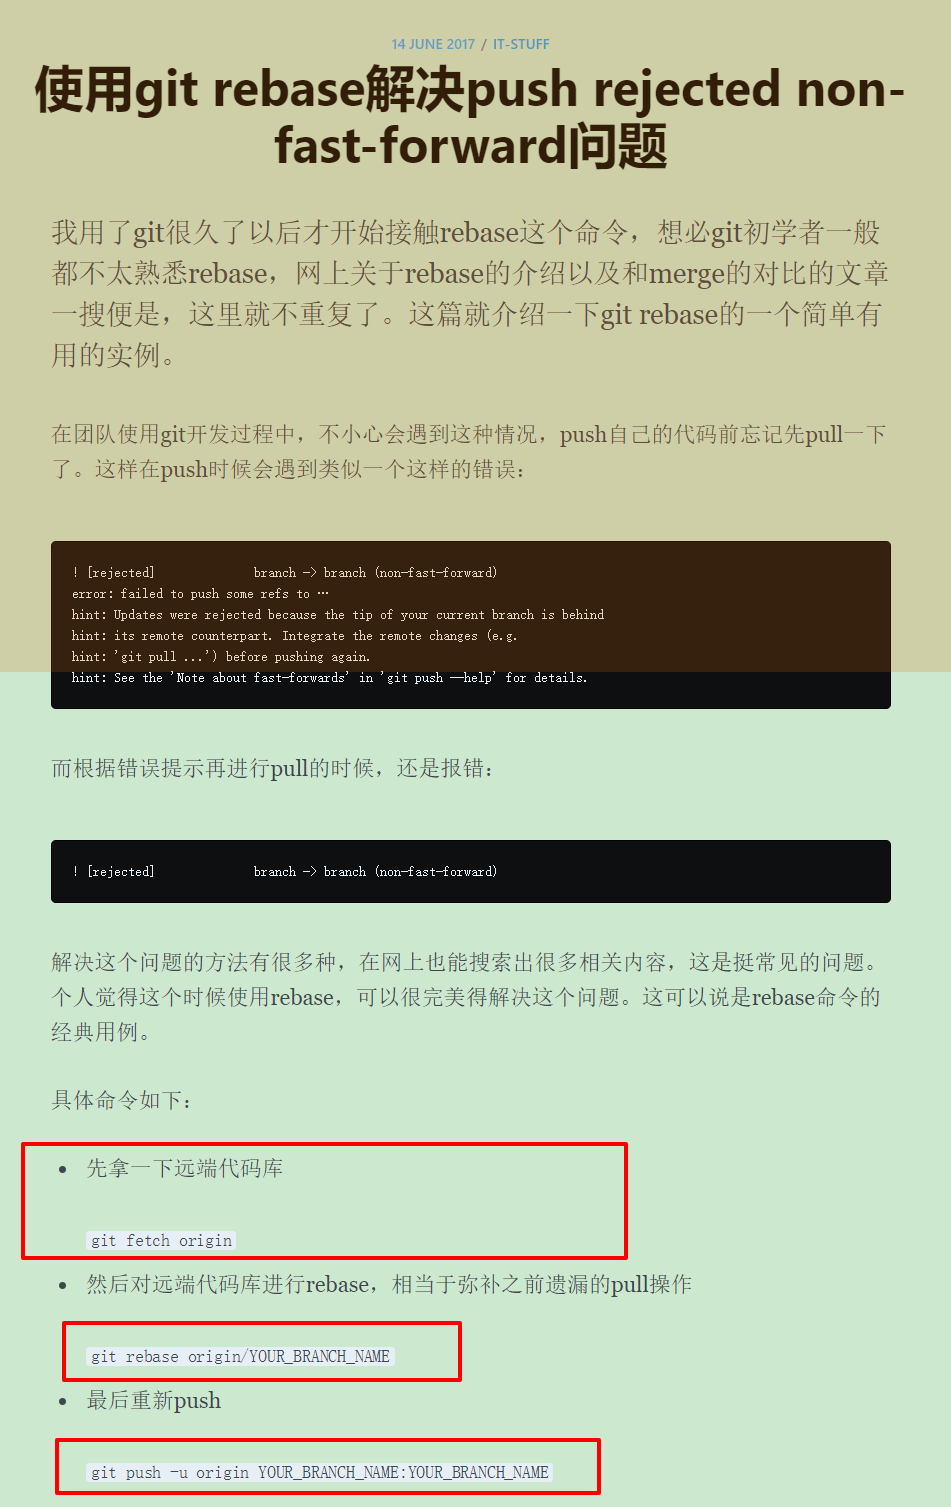 14 JUNE 2017 / IT-STUFF
使用git rebase解决push rejected non-
fast-forward问题
我用了git很久了以后才开始接触rebase这个命令，想必git初学者一般
都不太熟悉rebase，网上关于rebase的介绍以及和merge的对比的文章
一搜便是，这里就不重复了。这篇就介绍一下git rebase的一个简单有
用的实例。
在团队使用git开发过程中，不小心会遇到这种情况，push自己的代码前忘记先pull一下
了。这样在push时候会遇到类似一个这样的错误：
! [rejected]              branch -> branch (non-fast-forward)
error: failed to push some refs to …
hint: Updates were rejected because the tip of your current branch is behind
hint: its remote counterpart. Integrate the remote changes (e.g.
hint: 'git pull ...') before pushing again.
hint: See the 'Note about fast-forwards' in 'git push --help' for details.
而根据错误提示再进行pull的时候，还是报错：
! [rejected]              branch -> branch (non-fast-forward)
解决这个问题的方法有很多种，在网上也能搜索出很多相关内容，这是挺常见的问题。
个人觉得这个时候使用rebase，可以很完美得解决这个问题。这可以说是rebase命令的
经典用例。
具体命令如下：
• 先拿一下远端代码库
git fetch origin
• 然后对远端代码库进行rebase，相当于弥补之前遗漏的pull操作
git rebase origin/YOUR_BRANCH_NAME
• 最后重新push
git push -u origin YOUR_BRANCH_NAME:YOUR_BRANCH_NAME